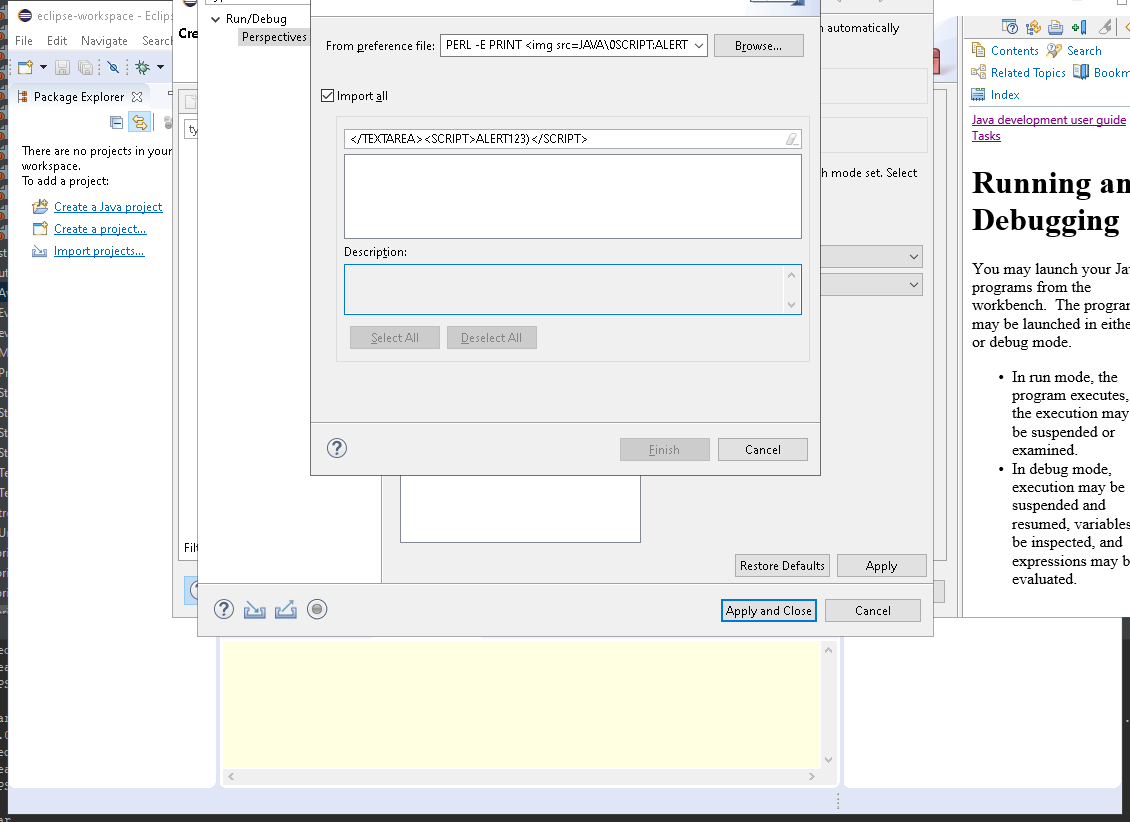 eclipse-workspace - Eclips
File Edit Navigate Search
Package Explorer
There are no projects in your
workspace.
To add a project:
Create a Java project
Create a project...
Import projects...
Cre
ty
Filt
Run/Debug
Perspectives
From preference file:
PERL -E PRINT <img src=JAVA\0SCRIPT:ALERT
Browse...
Import all
</TEXTAREA><SCRIPT>ALERT123)</SCRIPT>
Description:
Select All
Deselect All
Finish
Cancel
n automatically
h mode set. Select
Restore Defaults
Apply
Apply and Close
Cancel
Contents
Search
Related Topics
Bookm
Index
Java development user guide
Tasks
Running an
Debugging
You may launch your Ja
programs from the
workbench. The program
may be launched in eithe
or debug mode.
• In run mode, the
program executes,
the execution may
be suspended or
examined.
• In debug mode,
execution may be
suspended and
resumed, variables
be inspected, and
expressions may b
evaluated.